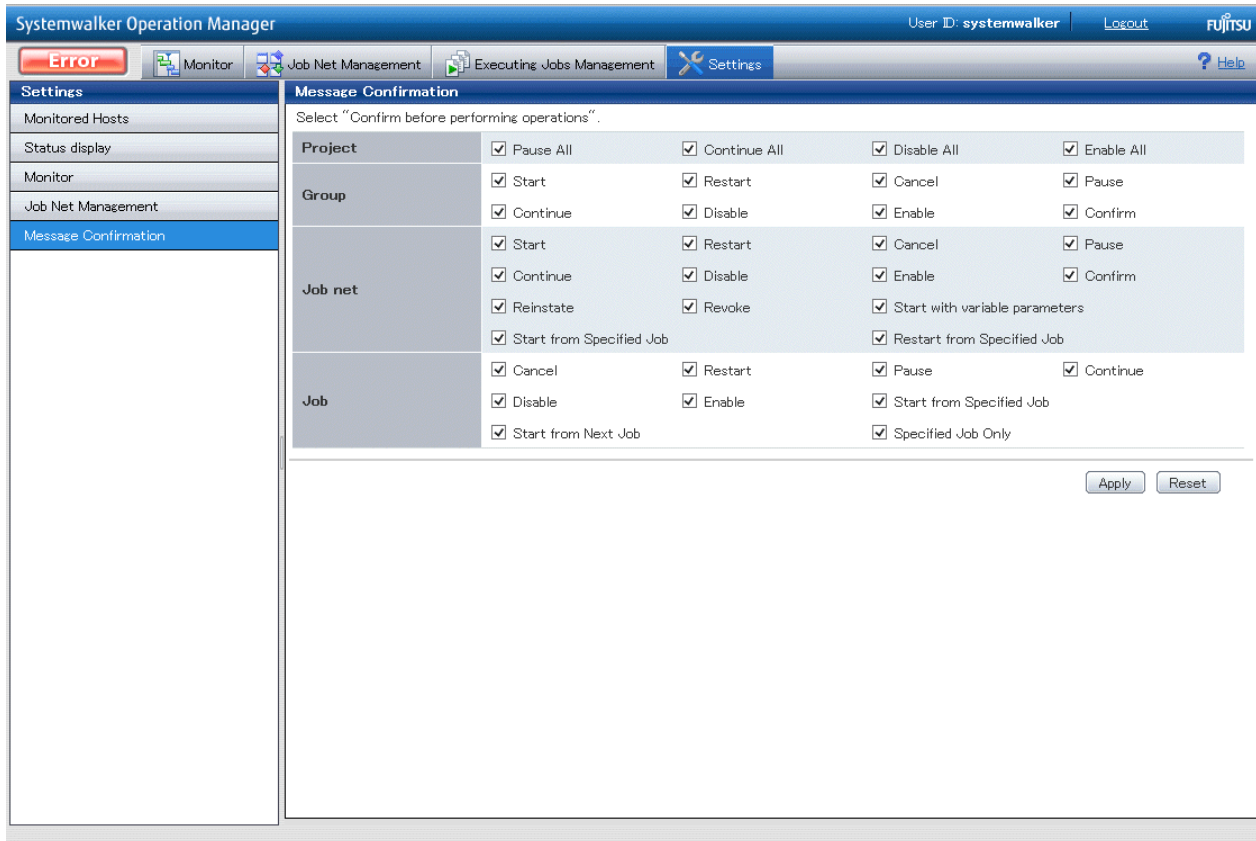 Systemwalker Operation Manager User ID: systemwalker Logout FUJITSU
Error Monitor Job Net Management Executing Jobs Management Settings ? Help
Settings
Monitored Hosts
Status display
Monitor
Job Net Management
Message Confirmation
Message Confirmation
Select "Confirm before performing operations".
Project Pause All Continue All Disable All Enable All
Group
Start Restart Cancel Pause
Continue Disable Enable Confirm
Job net
Start Restart Cancel Pause
Continue Disable Enable Confirm
Reinstate Revoke Start with variable parameters
Start from Specified Job Restart from Specified Job
Job
Cancel Restart Pause Continue
Disable Enable Start from Specified Job
Start from Next Job Specified Job Only
Apply Reset